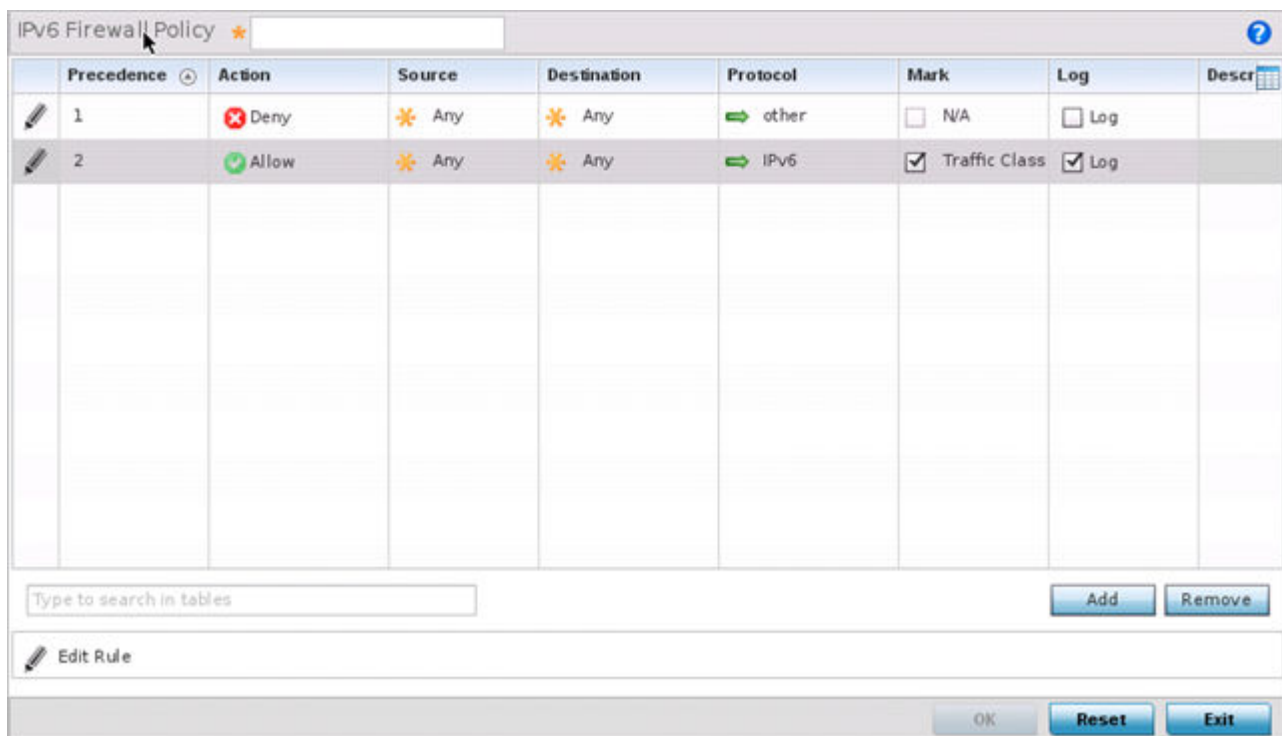 IPv6 Firewall Policy *
Precedence Action Source Destination Protocol Mark Log Descr
1 Deny Any Any other N/A Log
2 Allow Any Any IPv6 Traffic Class Log
Type to search in tables Add Remove
Edit Rule
OK Reset Exit